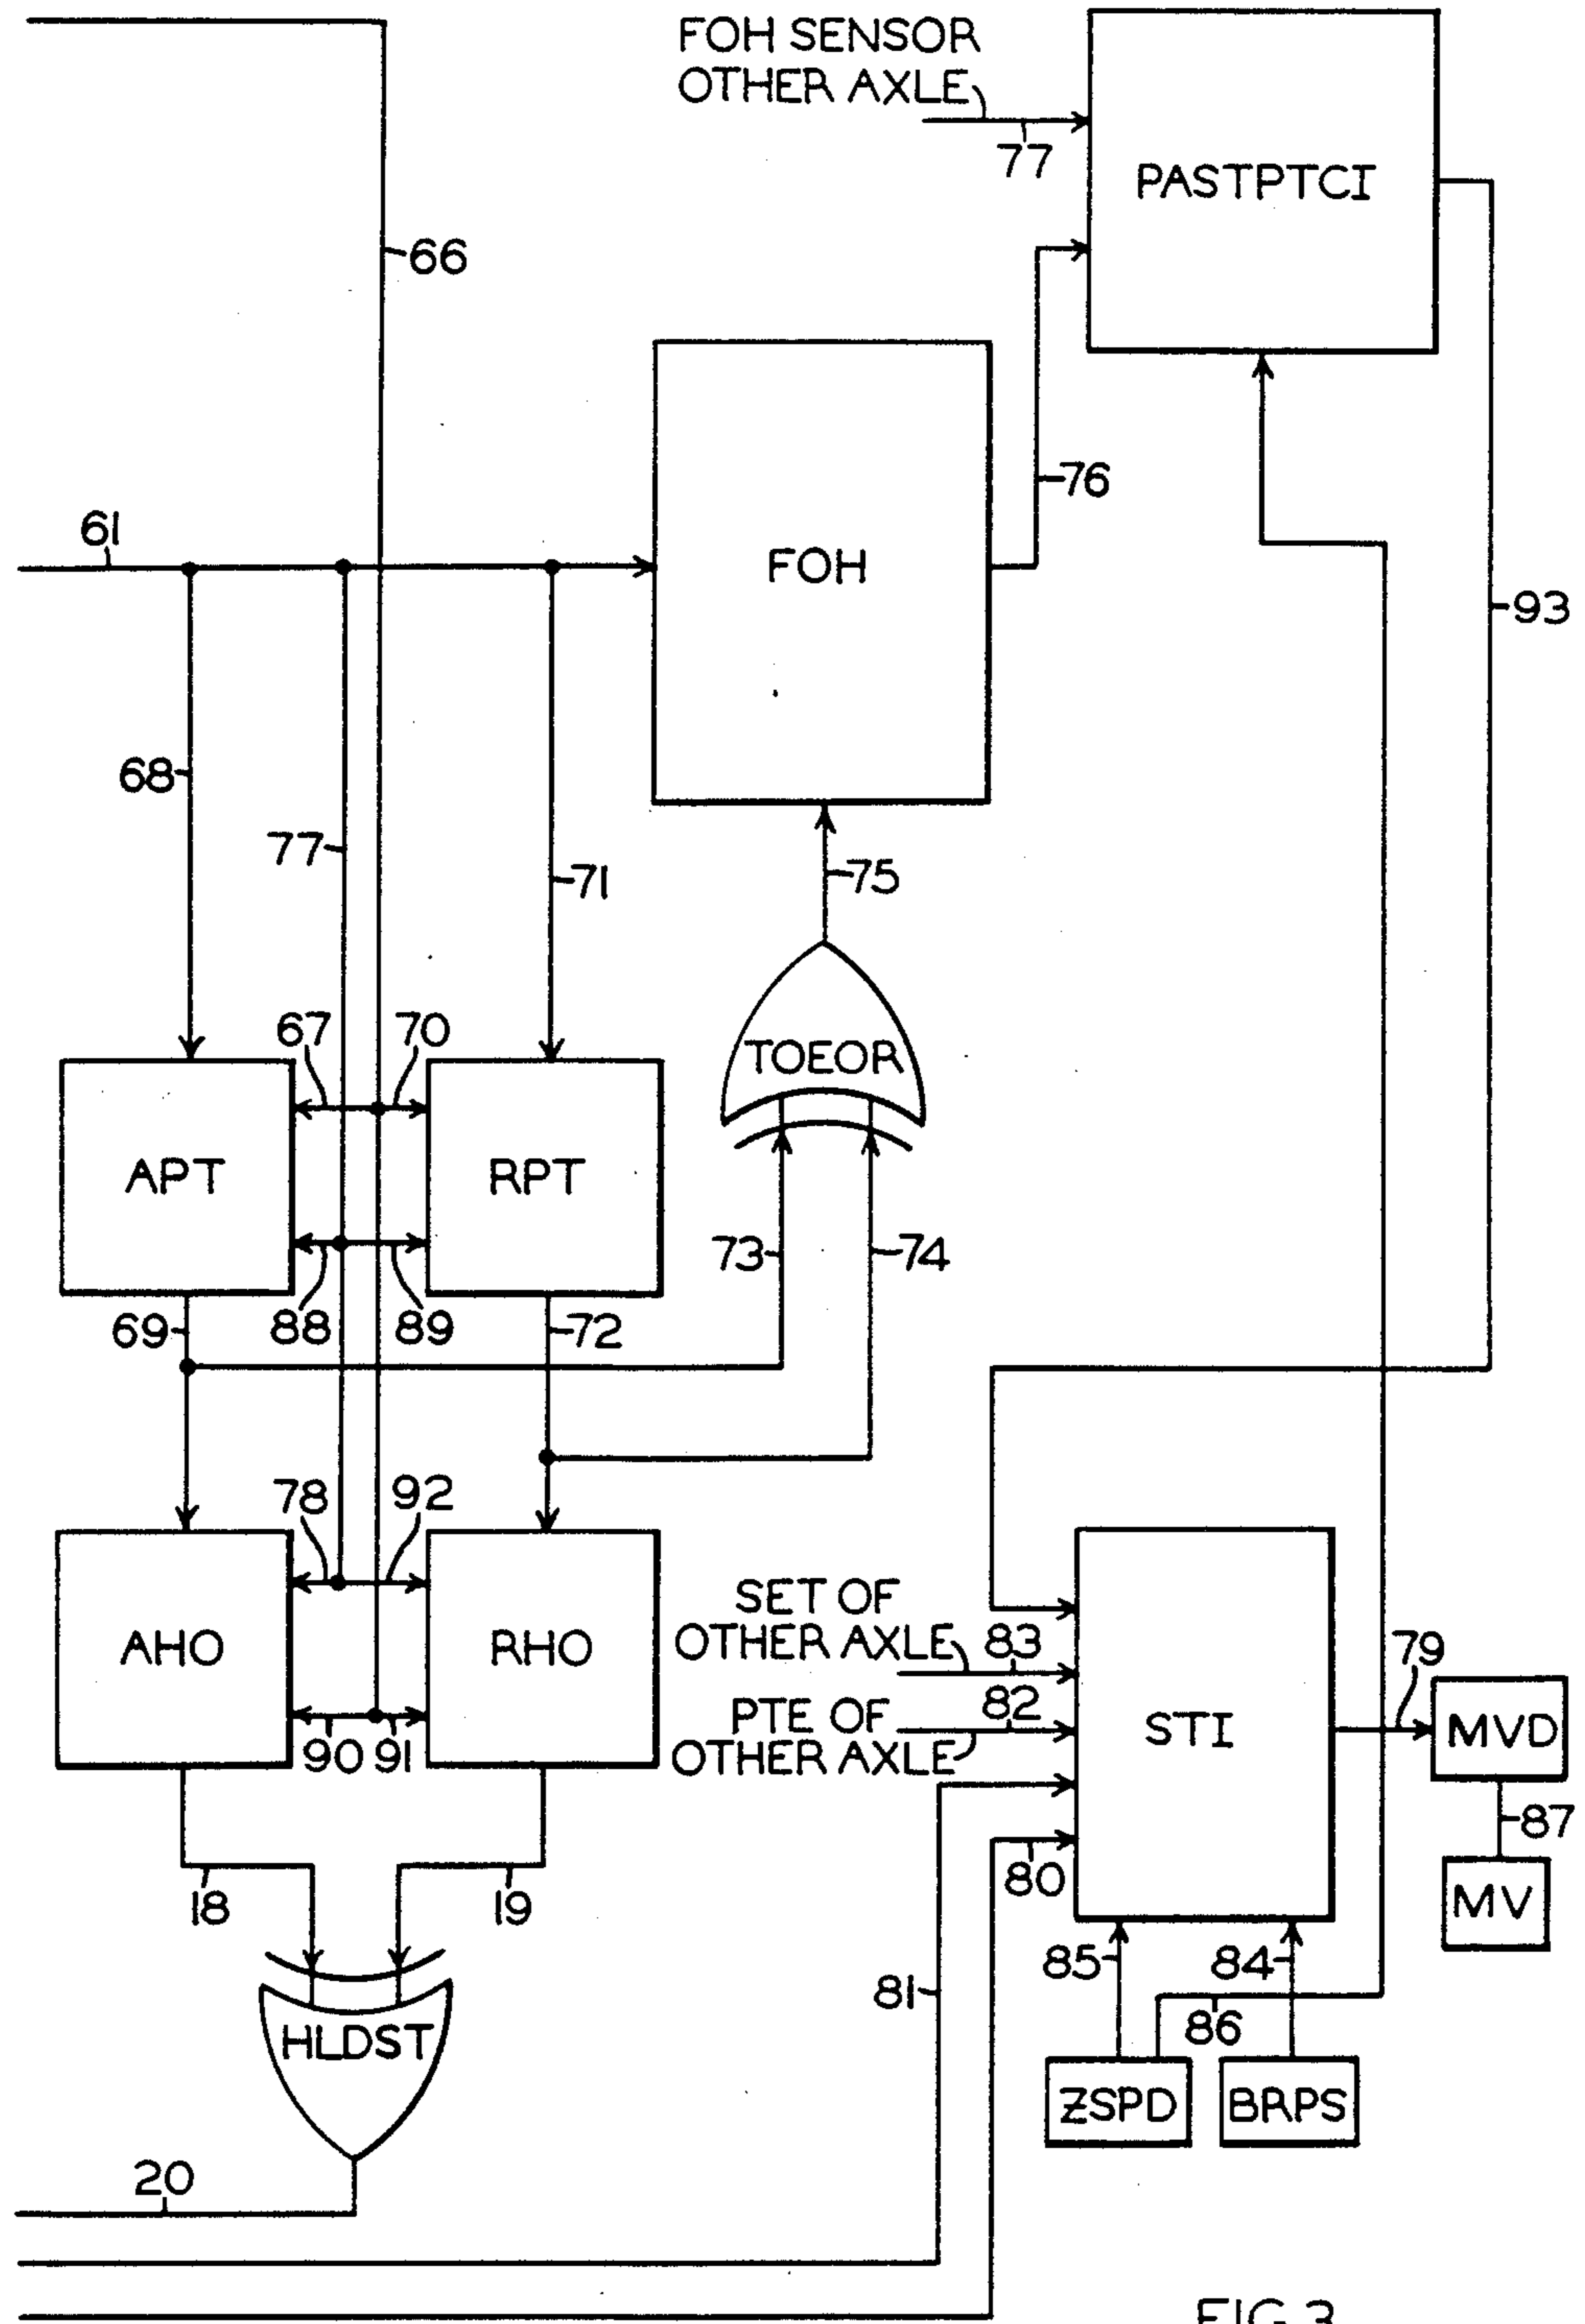 FOH SENSOR
OTHER AXLE
77
PASTPTCI
66
76
61
FOH
93
68
77
71
75
67
70
TOEOR
APT
RPT
73
74
69
88
89
72
78
92
SET OF
OTHER AXLE
83
79
AHO
RHO
PTE OF
OTHER AXLE
82
STI
MVD
90
91
87
80
18
19
MV
85
84
81
86
HLDST
ZSPD
BRPS
20
FIG. 3